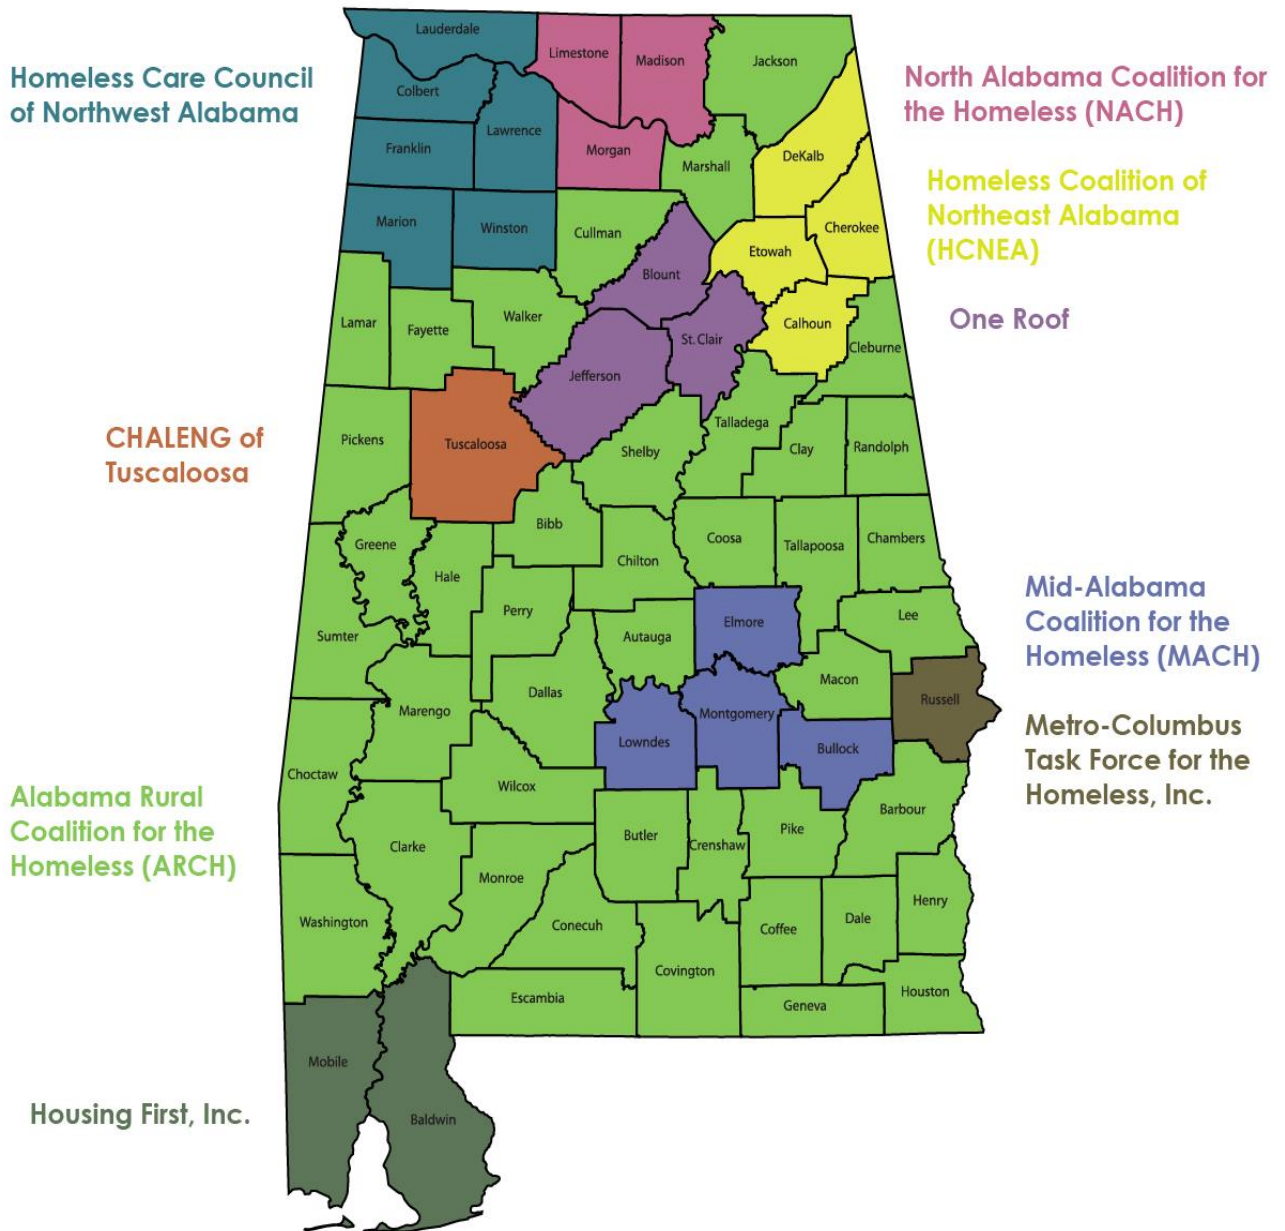 Lauderdale
Limestone
Madison
Jackson
Homeless Care Council
of Northwest Alabama
North Alabama Coalition for
the Homeless (NACH)
Colbert
Lawrence
Franklin
Morgan
Marshall
DeKalb
Homeless Coalition of
Northeast Alabama
(HCNEA)
Marion
Winston
Cullman
Etowah
Cherokee
Blount
One Roof
Lamar
Fayette
Walker
St. Clair
Calhoun
Cleburne
Jefferson
CHALENG of
Tuscaloosa
Pickens
Tuscaloosa
Shelby
Talladega
Clay
Randolph
Greene
Bibb
Coosa
Tallapoosa
Chambers
Hale
Chilton
Perry
Sumter
Autauga
Elmore
Lee
Mid-Alabama
Coalition for the
Homeless (MACH)
Macon
Russell
Dallas
Marengo
Montgomery
Lowndes
Bullock
Metro-Columbus
Task Force for the
Homeless, Inc.
Choctaw
Wilcox
Alabama Rural
Coalition for the
Homeless (ARCH)
Barbour
Clarke
Butler
Crenshaw
Pike
Monroe
Henry
Washington
Conecuh
Coffee
Dale
Covington
Escambia
Geneva
Houston
Mobile
Baldwin
Housing First, Inc.